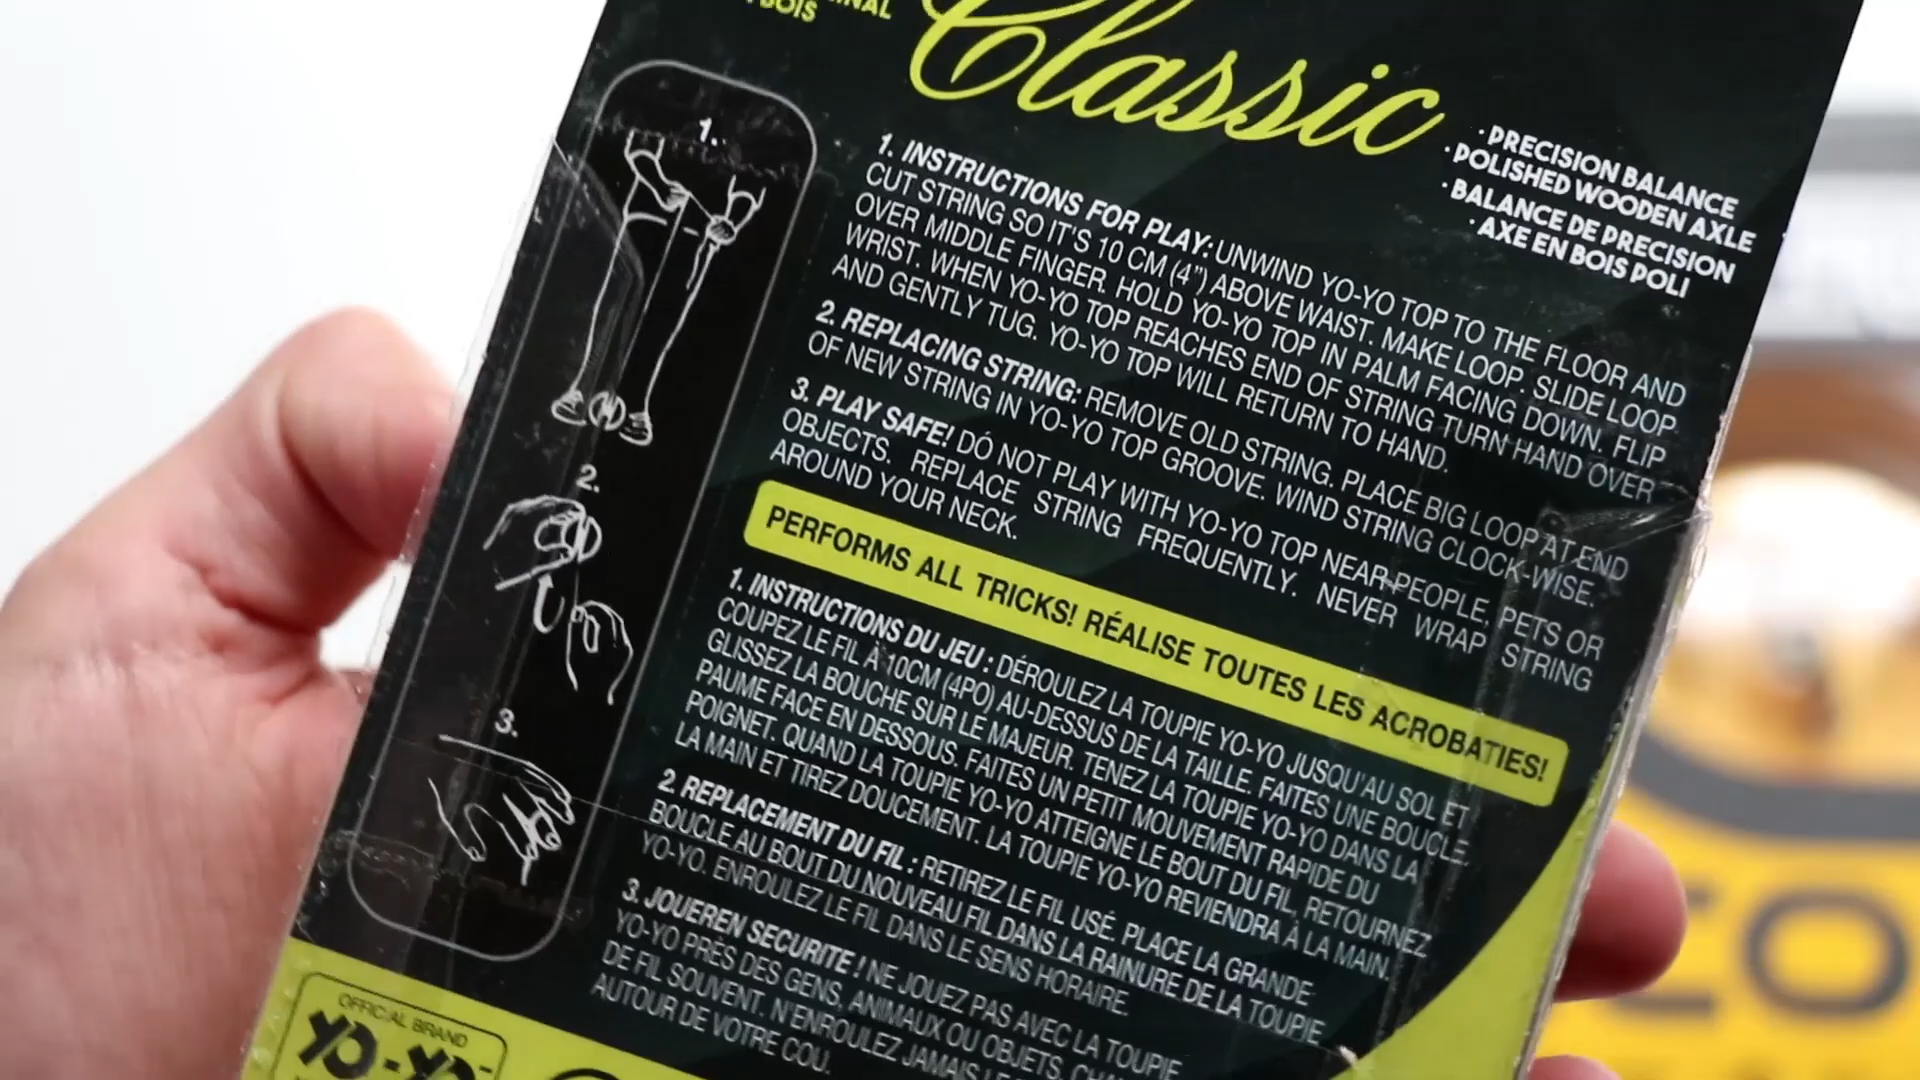 BOIS
Classic
· PRECISION BALANCE
· POLISHED WOODEN AXLE
· BALANCE DE PRECISION
· AXE EN BOIS POLI
1.
2.
3.
1. INSTRUCTIONS FOR PLAY: UNWIND YO-YO TOP TO THE FLOOR AND
CUT STRING SO IT'S 10 CM (4") ABOVE WAIST. MAKE LOOP. SLIDE LOOP
OVER MIDDLE FINGER. HOLD YO-YO TOP IN PALM FACING DOWN. FLIP
WRIST. WHEN YO-YO TOP REACHES END OF STRING TURN HAND OVER
AND GENTLY TUG. YO-YO TOP WILL RETURN TO HAND.
2. REPLACING STRING: REMOVE OLD STRING. PLACE BIG LOOP AT END
OF NEW STRING IN YO-YO TOP GROOVE. WIND STRING CLOCK-WISE.
3. PLAY SAFE! DO NOT PLAY WITH YO-YO TOP NEAR PEOPLE, PETS OR
OBJECTS. REPLACE STRING FREQUENTLY. NEVER WRAP STRING
AROUND YOUR NECK.
PERFORMS ALL TRICKS! RÉALISE TOUTES LES ACROBATIES!
1. INSTRUCTIONS DU JEU : DÉROULEZ LA TOUPIE YO-YO JUSQU'AU SOL ET
COUPEZ LE FIL À 10CM (4PO) AU-DESSUS DE LA TAILLE. FAITES UNE BOUCLE.
GLISSEZ LA BOUCHE SUR LE MAJEUR. TENEZ LA TOUPIE YO-YO DANS LA
PAUME FACE EN DESSOUS. FAITES UN PETIT MOUVEMENT RAPIDE DU
POIGNET. QUAND LA TOUPIE YO-YO ATTEIGNE LE BOUT DU FIL, RETOURNEZ
LA MAIN ET TIREZ DOUCEMENT. LA TOUPIE YO-YO REVIENDRA À LA MAIN.
2. REPLACEMENT DU FIL : RETIREZ LE FIL USÉ. PLACE LA GRANDE
BOUCLE AU BOUT DU NOUVEAU FIL DANS LA RAINURE DE LA TOUPIE
YO-YO. ENROULEZ LE FIL DANS LE SENS HORAIRE.
3. JOUEREN SECURITE ! NE JOUEZ PAS AVEC LA TOUPIE
YO-YO PRÉS DES GENS, ANIMAUX OU OBJETS.
DE FIL SOUVENT. N'ENROULEZ JAMAIS
AUTOUR DE VOTRE COU.
OFFICIAL BRAND
YO-YO